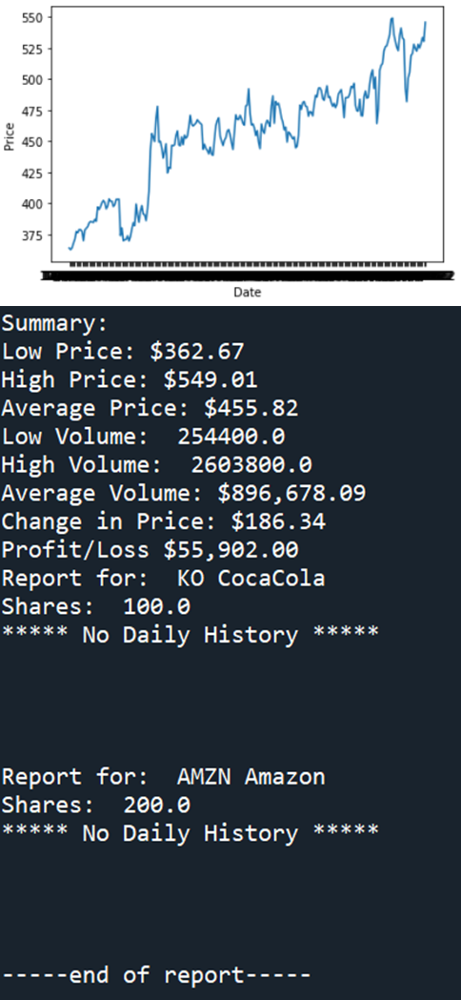 550
525
500
475
450
425
400
375
Price
Date
Summary:
Low Price: $362.67
High Price: $549.01
Average Price: $455.82
Low Volume:  254400.0
High Volume:  2603800.0
Average Volume: $896,678.09
Change in Price: $186.34
Profit/Loss $55,902.00
Report for:  KO CocaCola
Shares:  100.0
***** No Daily History *****
Report for:  AMZN Amazon
Shares:  200.0
***** No Daily History *****
-----end of report-----